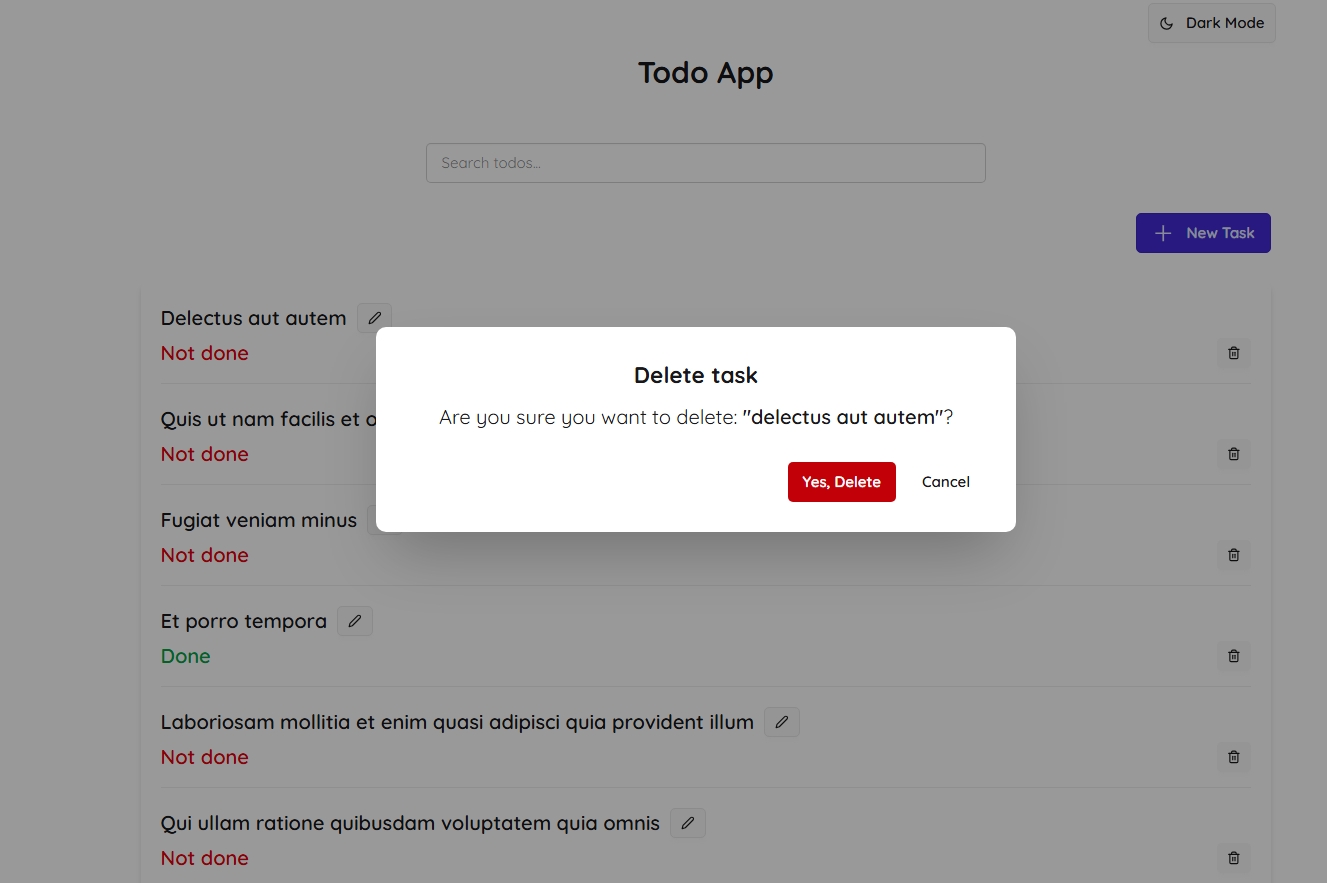 Dark Mode
Todo App
Search todos...
New Task
Delectus aut autem
Not done
Delete task
Are you sure you want to delete: "delectus aut autem"?
Yes, Delete
Cancel
Quis ut nam facilis et
Not done
Fugiat veniam minus
Not done
Et porro tempora
Done
Laboriosam mollitia et enim quasi adipisci quia provident illum
Not done
Qui ullam ratione quibusdam voluptatem quia omnis
Not done